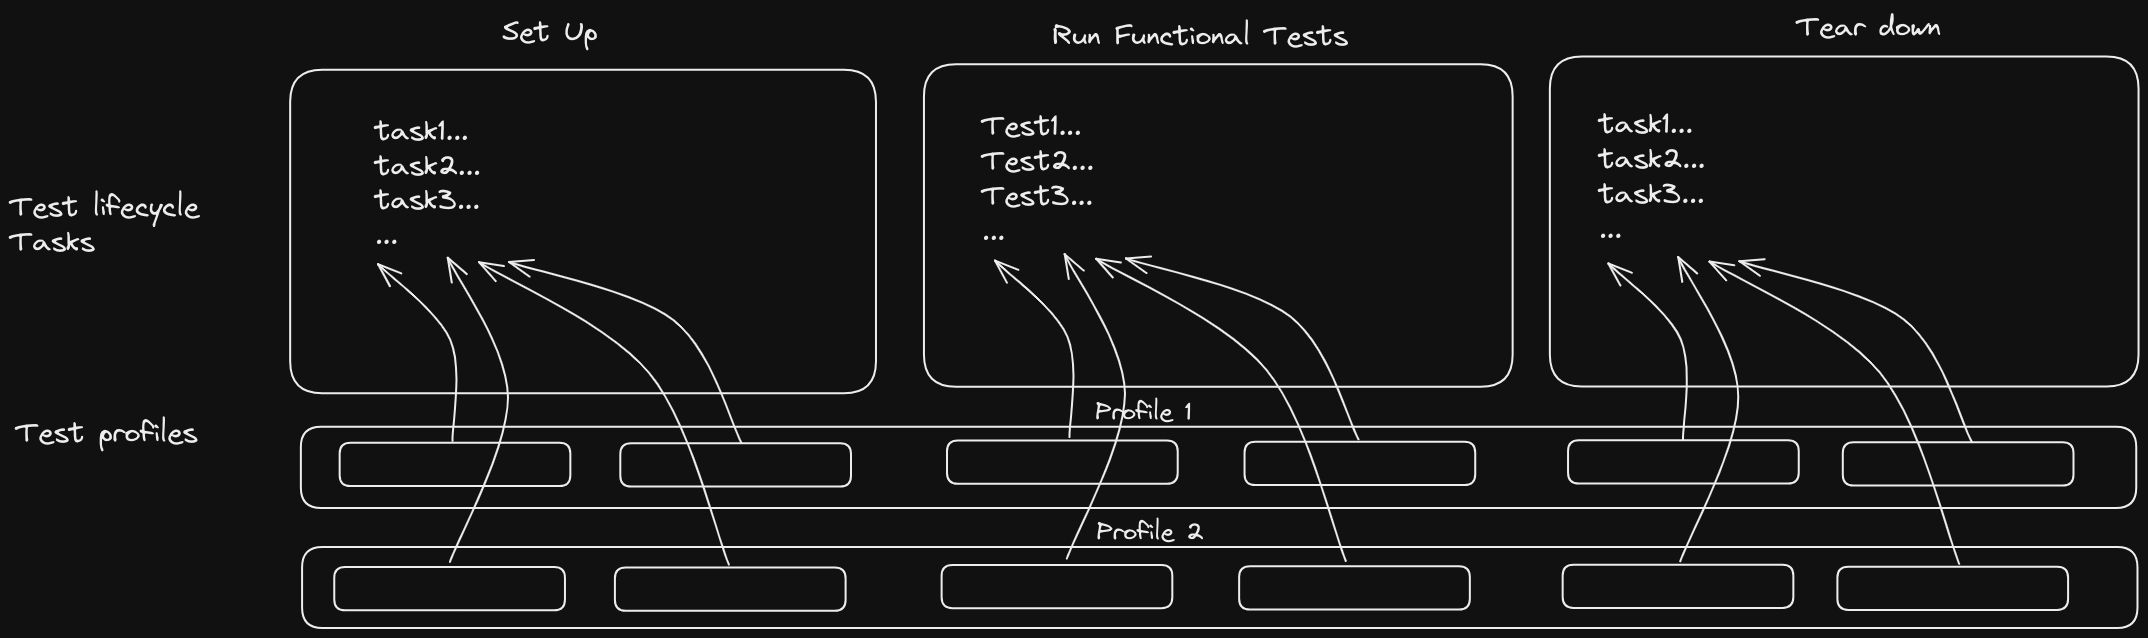 Set Up
Run Functional Tests
Tear down
task1...
task2...
task3...
...
Test1...
Test2...
Test3...
...
task1...
task2...
task3...
...
Test lifecycle
Tasks
Profile 1
Test profiles
Profile 2